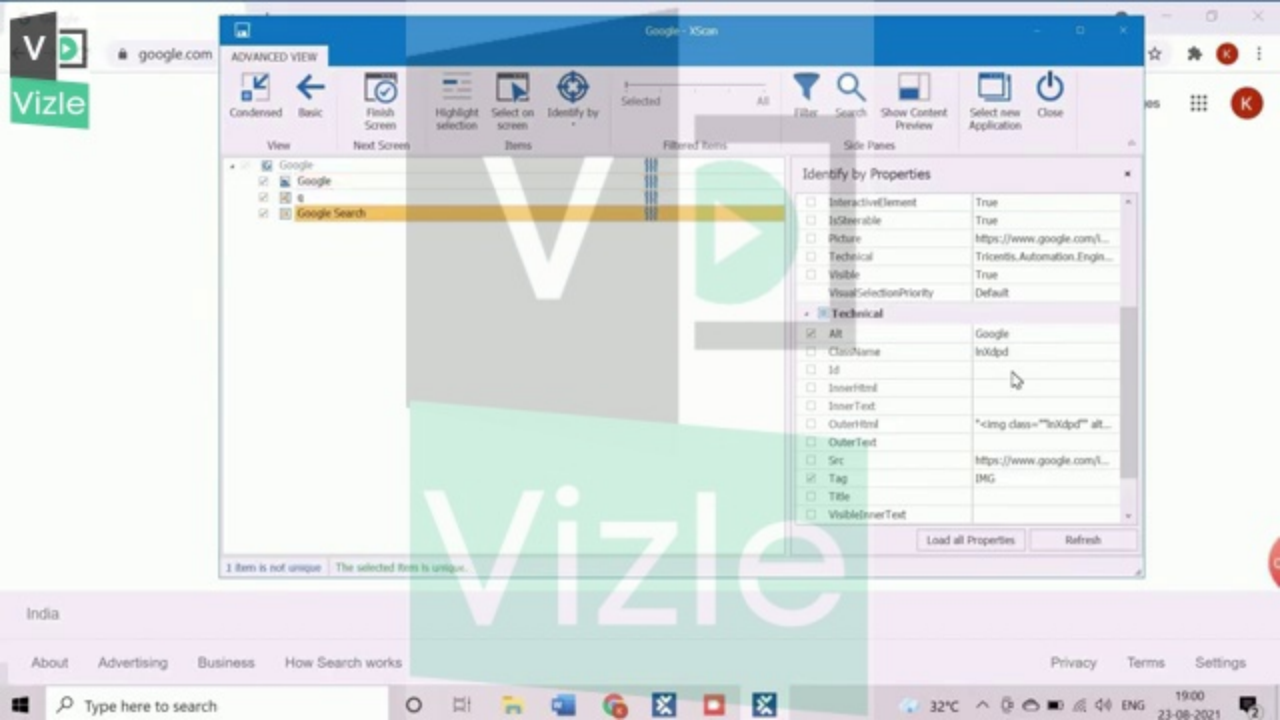 V
Vizle
google.com
Google - XScan
ADVANCED VIEW
Condensed
Basic
Finish
Screen
Highlight
selection
Select on
screen
Identify by
Selected
All
Filter
Search
Show Content
Preview
Select new
Application
Close
View
Next Screen
Items
Filtered Items
Side Panes
es
K
K
Google
Google
q
Google Search
Identify by Properties
InteractiveElement True
IsSteerable True
Picture https://www.google.com/i...
Technical Tricentis.Automation.Engin...
Visible True
VisualSelectionPriority Default
Technical
Alt Google
ClassName lnXdpd
Id
InnerHtml
InnerText
OuterHtml "<img class=""lnXdpd"" alt...
OuterText
Src https://www.google.com/i...
Tag IMG
Title
VisibleInnerText
Load all Properties
Refresh
1 item is not unique
The selected item is unique.
V
Vizle
India
About
Advertising
Business
How Search works
Privacy
Terms
Settings
Type here to search
32°C
ENG
19:00
23-08-2021
2